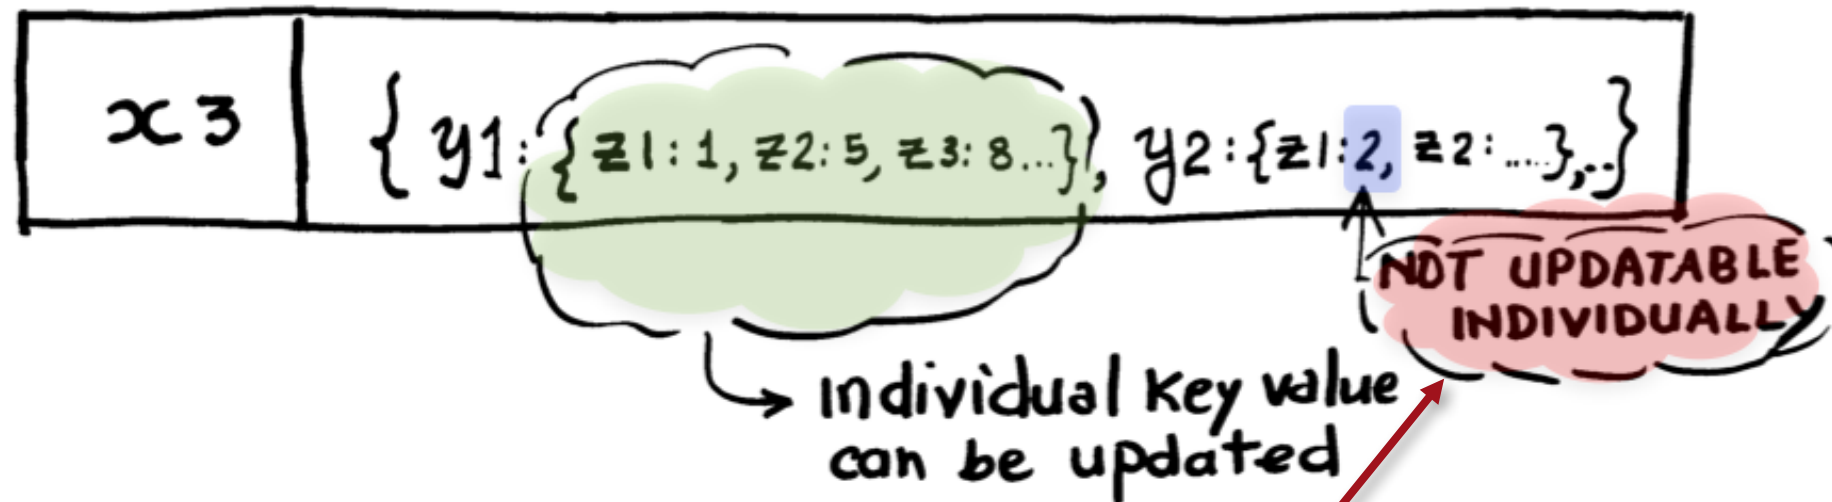 x3 { y1: { z1:1, z2:5, z3:8...}, y2:{z1:2, z2:....},..}
NOT UPDATABLE
INDIVIDUALLY
individual key value
can be updated